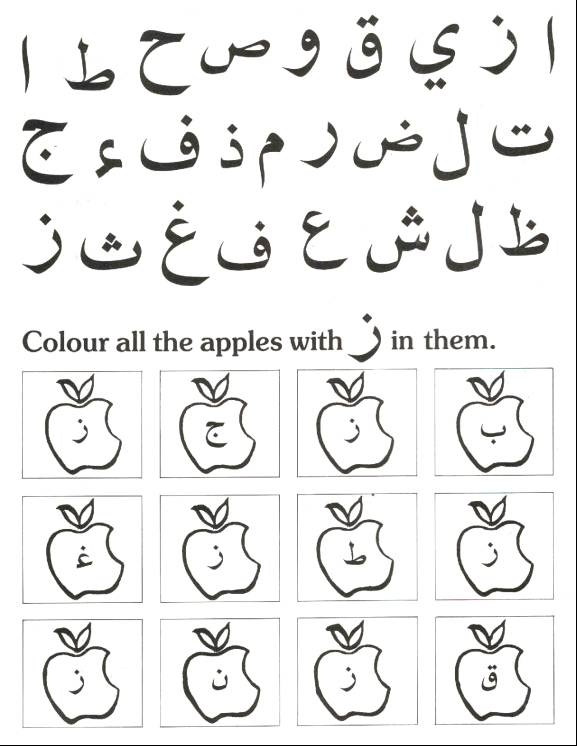 ا ز ي ق و ص ح ط ا
ت ل ض ر م ذ ف ء ج
ظ ل ش ع ف غ ث ز
Colour all the apples with ز in them.
ب ز ج ز
ز ط ز غ
ق ز ن ز